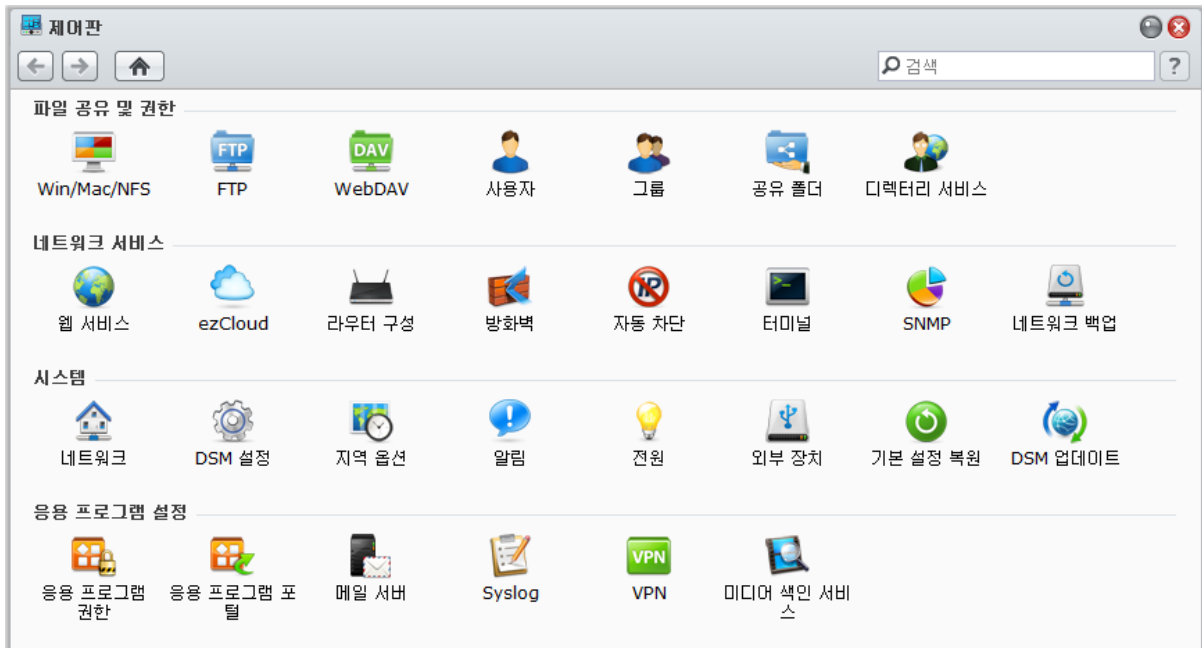 제어판
검색
?
파일 공유 및 권한
FTP
DAV
Win/Mac/NFS
FTP
WebDAV
사용자
그룹
공유 폴더
디렉터리 서비스
네트워크 서비스
IP
웹 서비스
ezCloud
라우터 구성
방화벽
자동 차단
터미널
SNMP
네트워크 백업
시스템
네트워크
DSM 설정
지역 옵션
알림
전원
외부 장치
기본 설정 복원
DSM 업데이트
응용 프로그램 설정
VPN
응용 프로그램
권한
응용 프로그램 포
털
메일 서버
Syslog
VPN
미디어 색인 서비
스